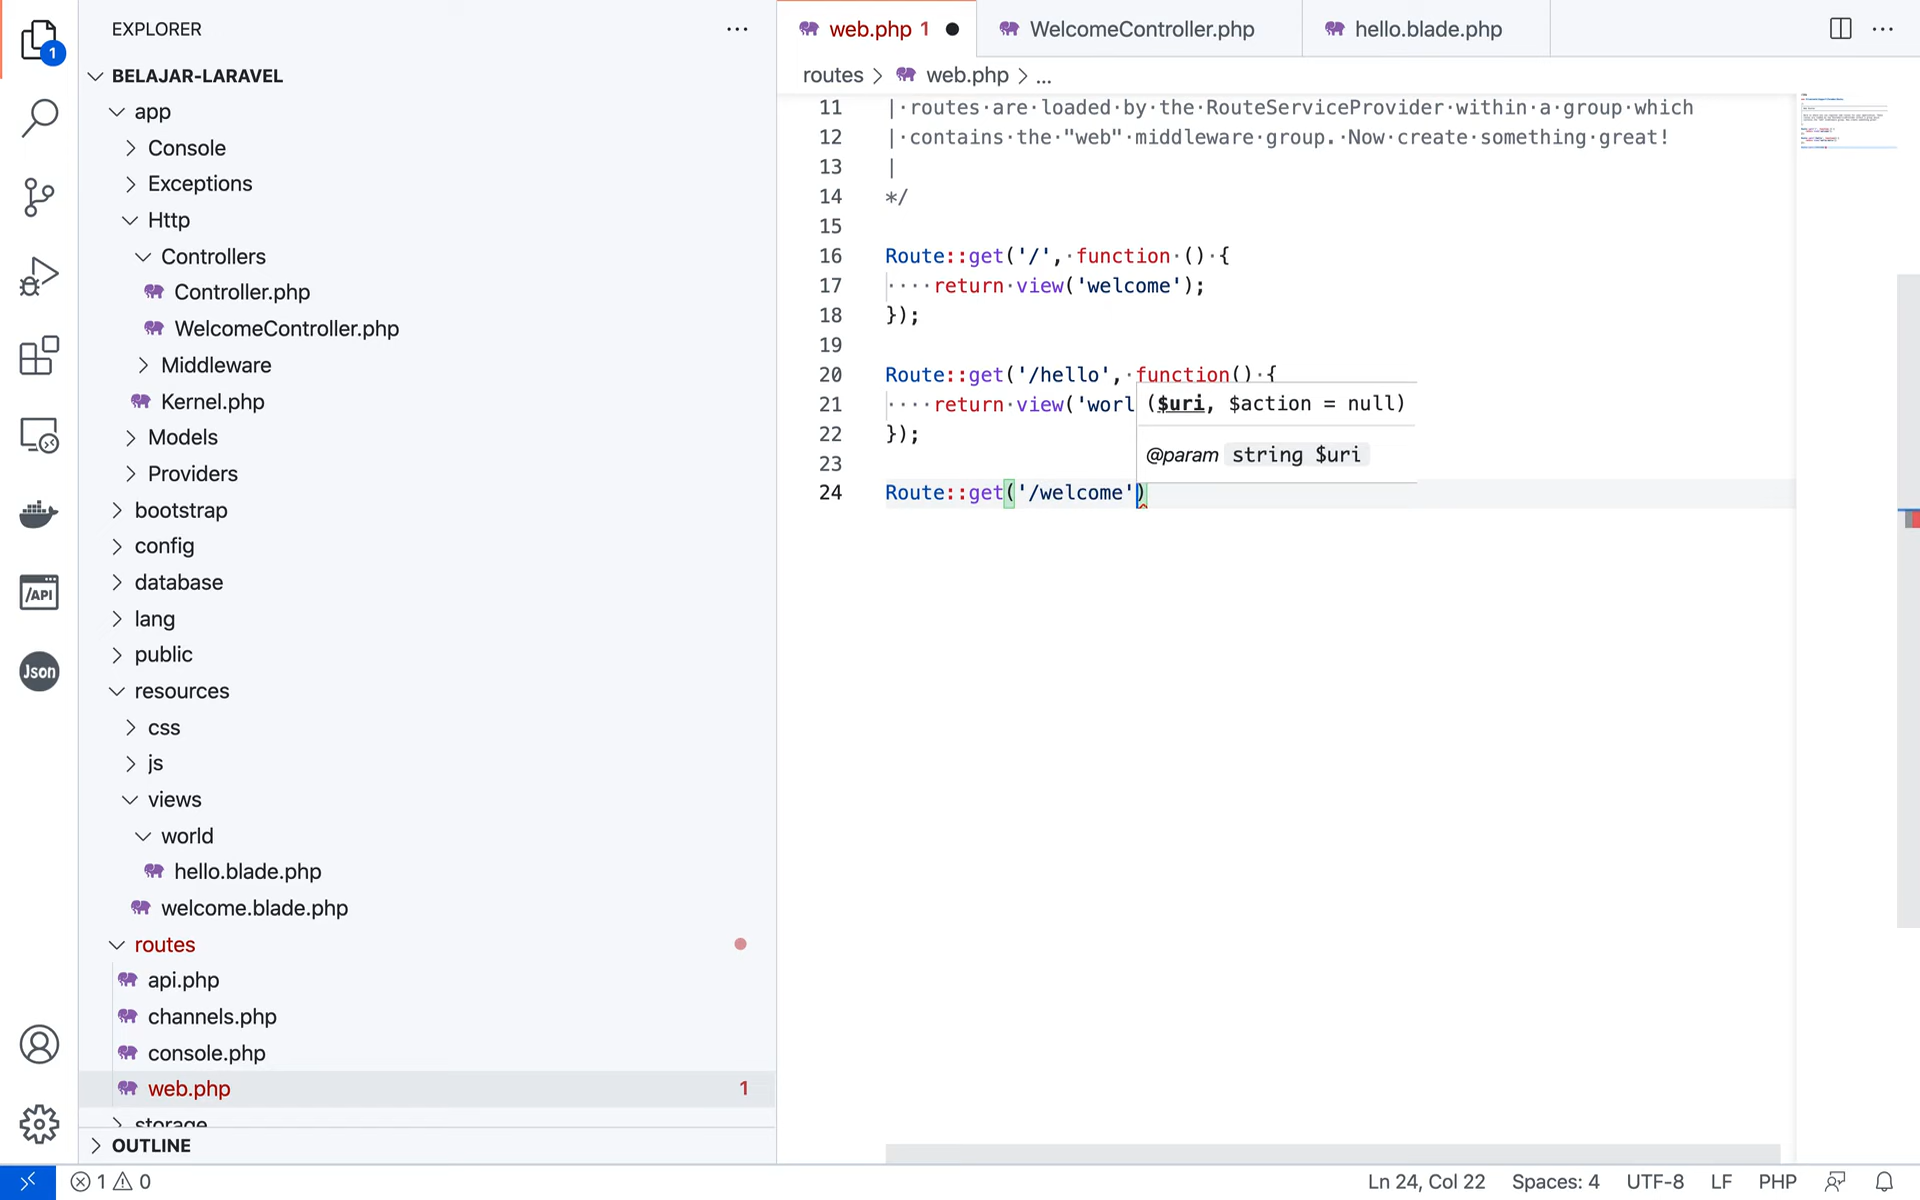 EXPLORER
BELAJAR-LARAVEL
app
Console
Exceptions
Http
Controllers
Controller.php
WelcomeController.php
Middleware
Kernel.php
Models
Providers
bootstrap
config
database
lang
public
resources
css
js
views
world
hello.blade.php
welcome.blade.php
routes
api.php
channels.php
console.php
web.php 1
storage
OUTLINE
1
/API
Json
web.php 1
WelcomeController.php
hello.blade.php
routes > web.php > ...
11 |·routes·are·loaded·by·the·RouteServiceProvider·within·a·group·which
12 |·contains·the·"web"·middleware·group.·Now·create·something·great!
13 |
14 */
15
16 Route::get('/',·function·()·{
17 ····return·view('welcome');
18 });
19
20 Route::get('/hello',·function()·{
21 ····return·view('worl
22 });
23
24 Route::get('/welcome')
($uri, $action = null)
@param string $uri
1 0
Ln 24, Col 22
Spaces: 4
UTF-8
LF
PHP